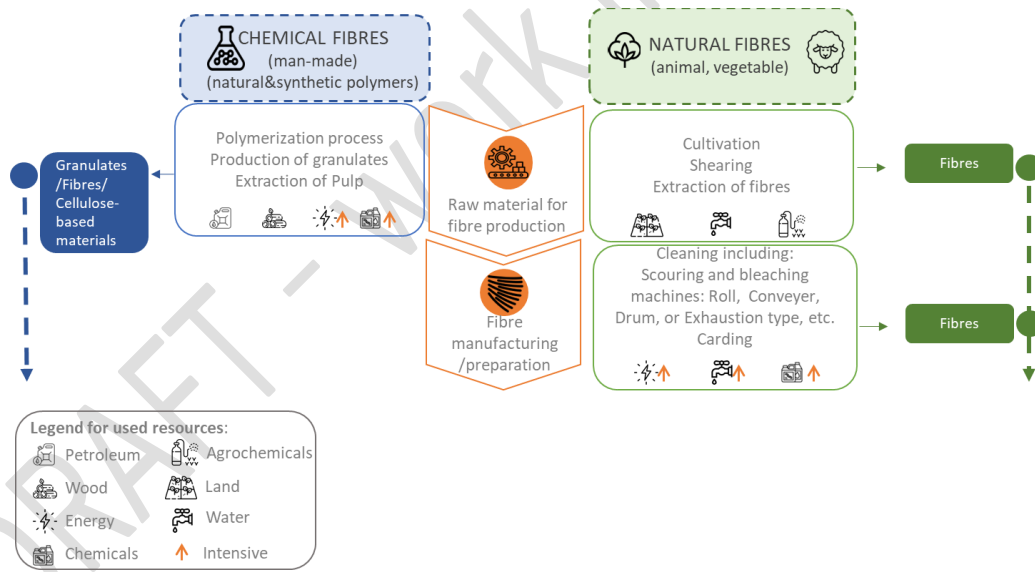 CHEMICAL FIBRES
(man-made)
(natural&synthetic polymers)
NATURAL FIBRES
(animal, vegetable)
Polymerization process
Production of granulates
Extraction of Pulp
Granulates
/Fibres/
Cellulose-
based
materials
Raw material for
fibre production
Cultivation
Shearing
Extraction of fibres
Fibres
Fibre
manufacturing
/preparation
Cleaning including:
Scouring and bleaching
machines: Roll, Conveyer,
Drum, or Exhaustion type, etc.
Carding
Fibres
Legend for used resources:
Petroleum
Agrochemicals
Wood
Land
Energy
Water
Chemicals
Intensive
DRAFT – work